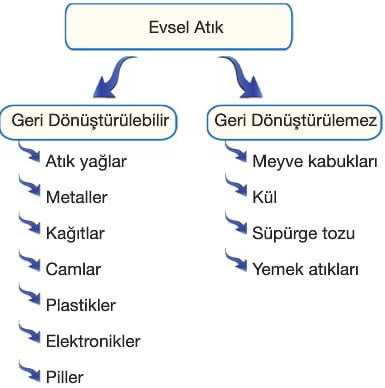 Evsel Atık
Geri Dönüştürülebilir
Atık yağlar
Metaller
Kağıtlar
Camlar
Plastikler
Elektronikler
Piller
Geri Dönüştürülemez
Meyve kabukları
Kül
Süpürge tozu
Yemek atıkları